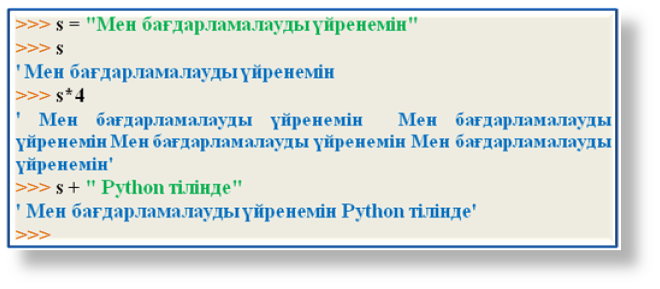 >>> s = "Мен бағдарламалауды үйренемін"
>>> s
' Мен бағдарламалауды үйренемін
>>> s*4
' Мен бағдарламалауды үйренемін Мен бағдарламалауды
үйренемін Мен бағдарламалауды үйренемін Мен бағдарламалауды
үйренемін'
>>> s + " Python тілінде"
' Мен бағдарламалауды үйренемін Python тілінде'
>>>